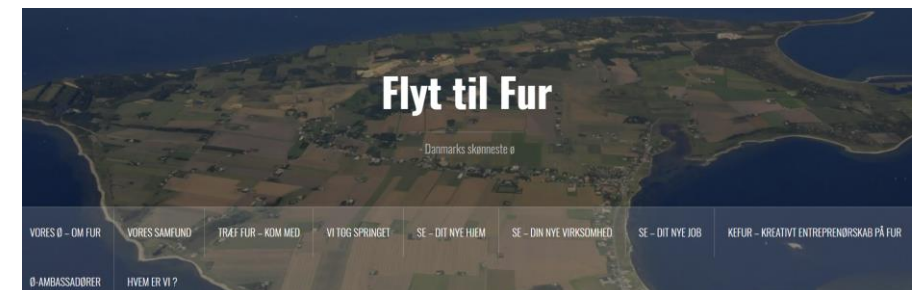 Flyt til Fur
- Danmarks skønneste ø
VORES Ø – OM FUR VORES SAMFUND TRÆF FUR – KOM MED VI TOG SPRINGET SE – DIT NYE HJEM SE – DIN NYE VIRKSOMHED SE – DIT NYE JOB KEFUR – KREATIVT ENTREPRENØRSKAB PÅ FUR
Ø-AMBASSADØRER HVEM ER VI ?